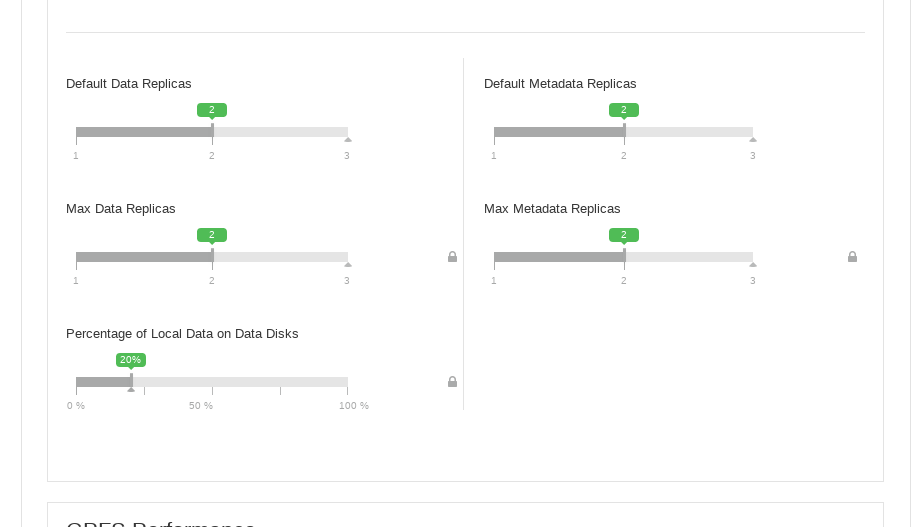 Default Data Replicas
2
1 2 3
Default Metadata Replicas
2
1 2 3
Max Data Replicas
2
1 2 3
Max Metadata Replicas
2
1 2 3
Percentage of Local Data on Data Disks
20%
0 % 50 % 100 %
Performance